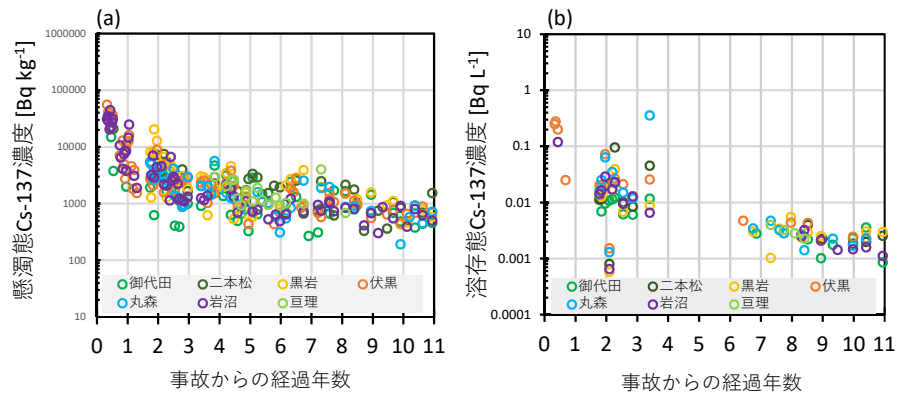 (a)
懸濁態Cs-137濃度 [Bq kg-1]
1000000
100000
10000
1000
100
10
御田代 二本松 黒岩 伏黒
丸森 岩沼 亘理
0 1 2 3 4 5 6 7 8 9 10 11
事故からの経過年数
(b)
溶存態Cs-137濃度 [Bq L-1]
10
1
0.1
0.01
0.001
0.0001
御代田 二本松 黒岩 伏黒
丸森 岩沼 亘理
0 1 2 3 4 5 6 7 8 9 10 11
事故からの経過年数